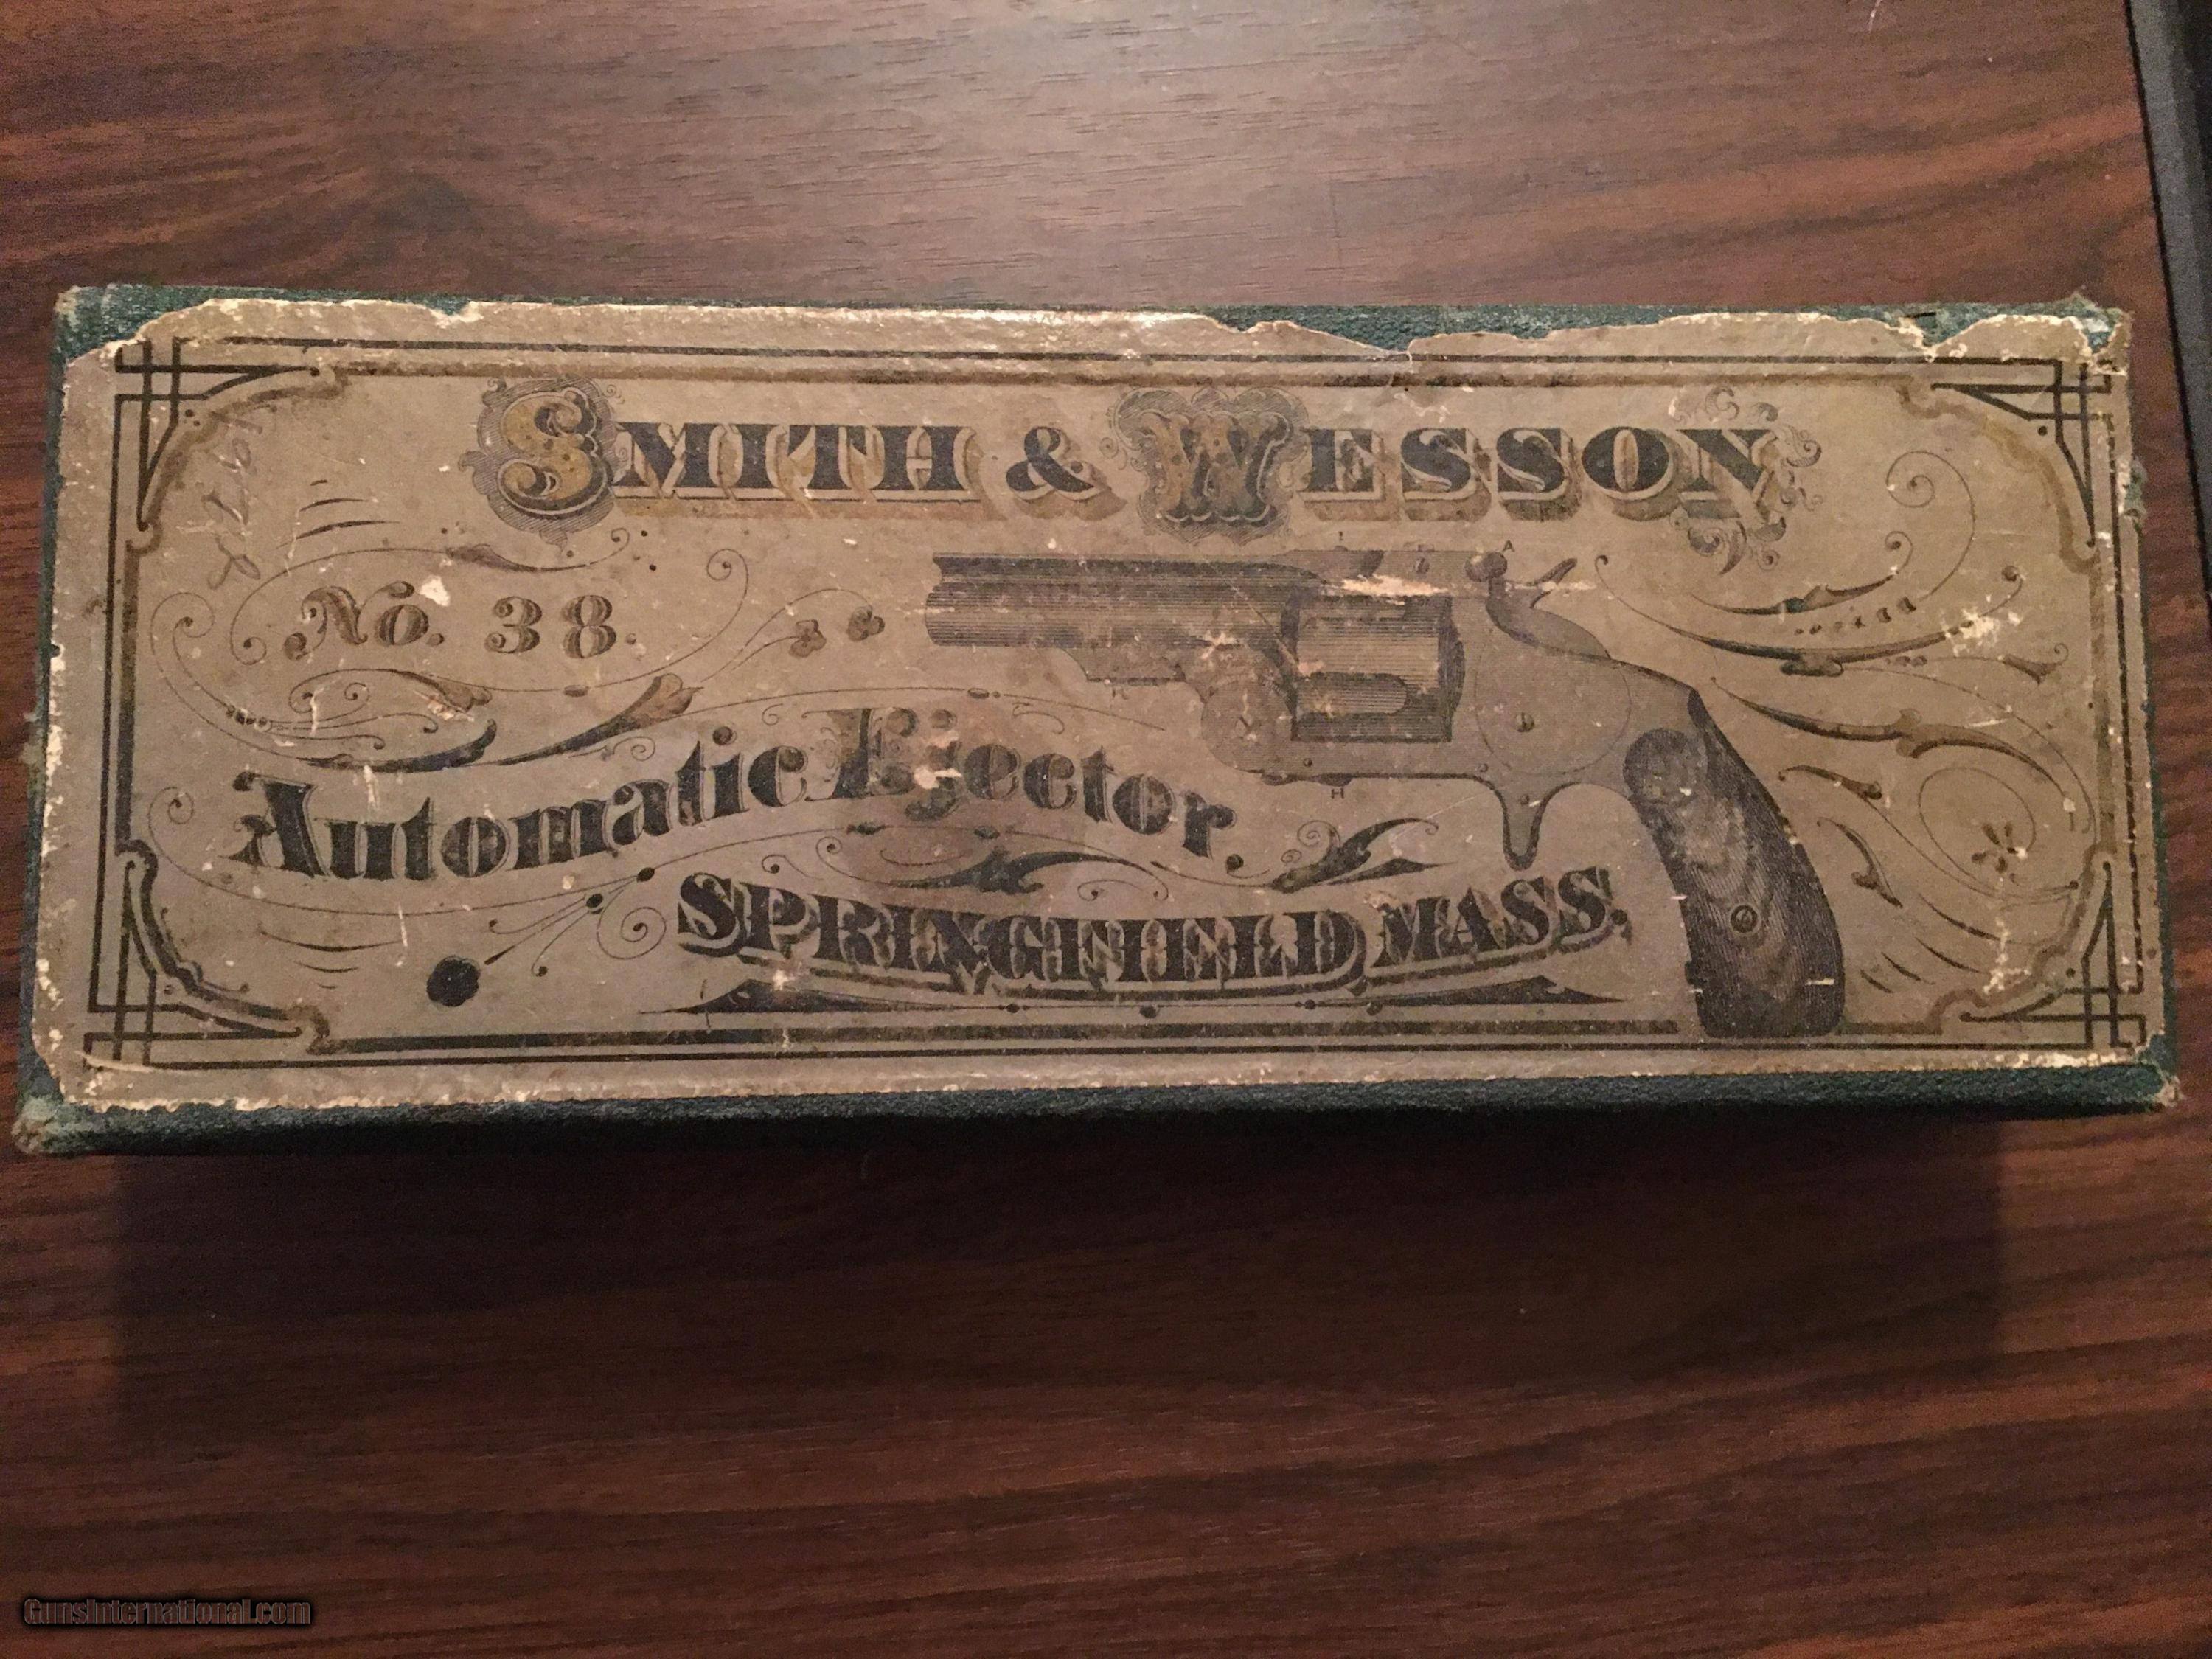 SMITH & WESSON
No. 38.
Automatic Ejector.
SPRINGFIELD, MASS.
A
H
GunsInternational.com